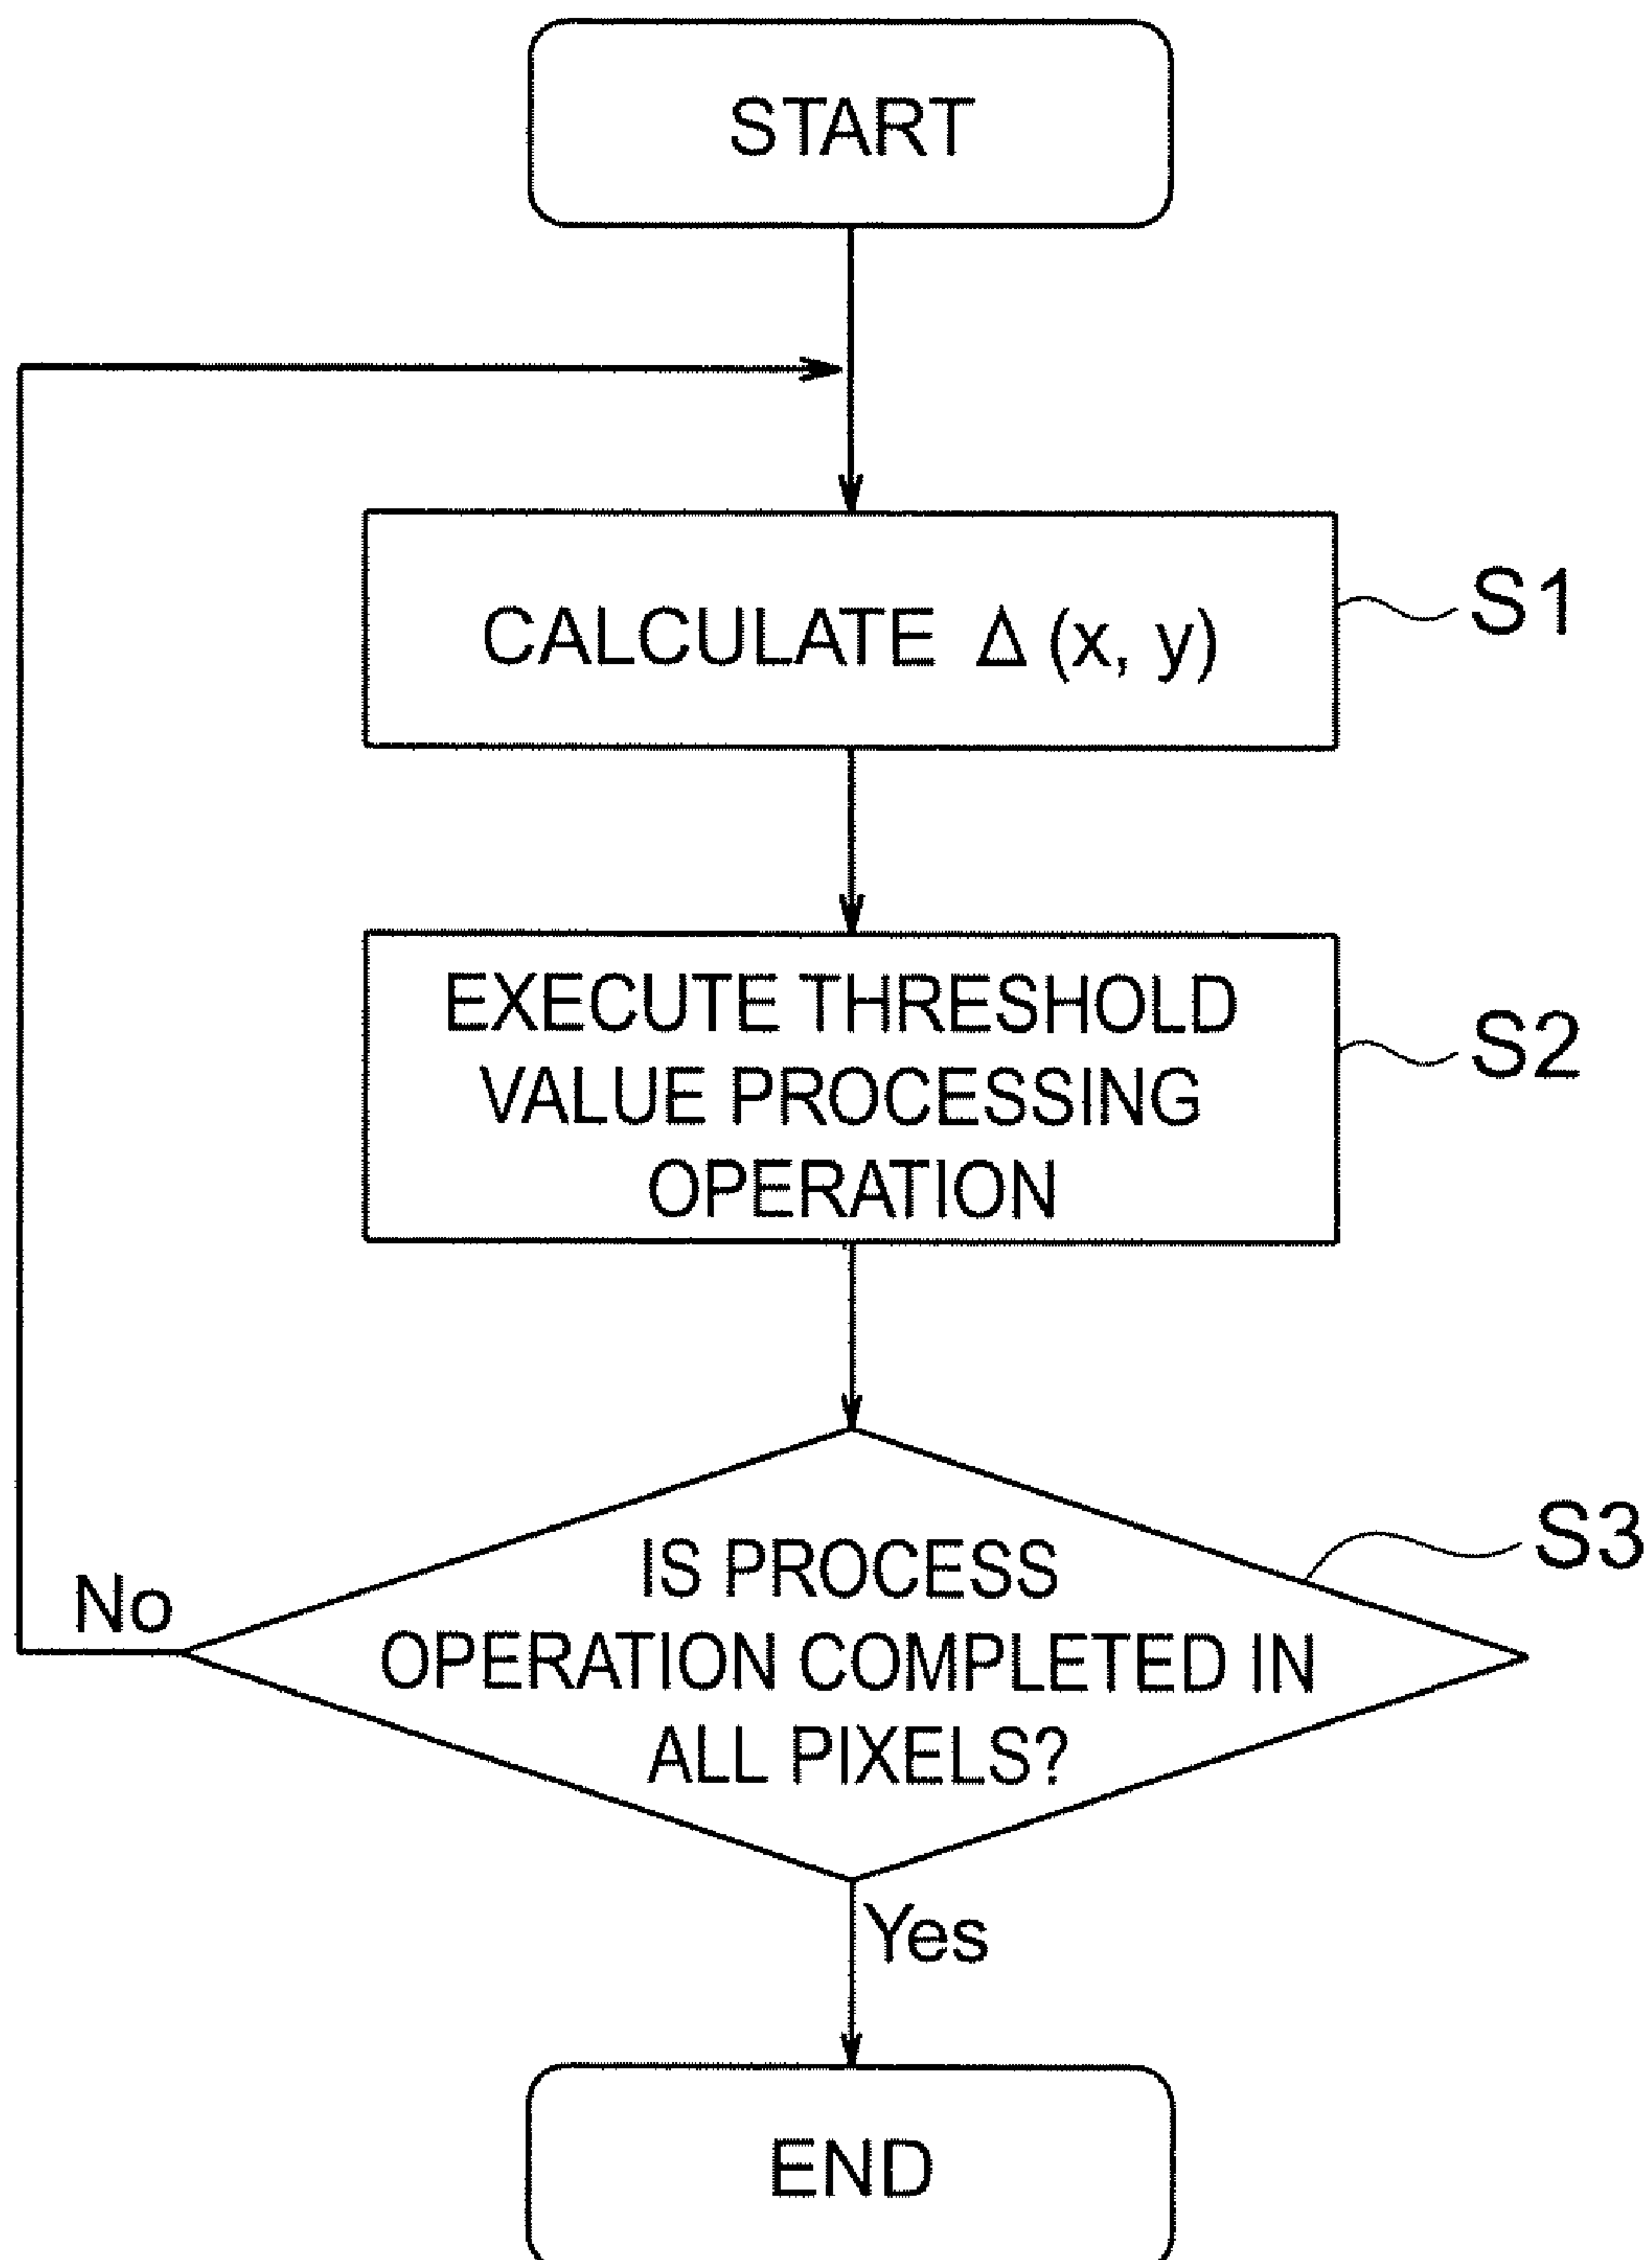 START
CALCULATE Δ (x, y)
S1
EXECUTE THRESHOLD
VALUE PROCESSING
OPERATION
S2
IS PROCESS
OPERATION COMPLETED IN
ALL PIXELS?
S3
No
Yes
END